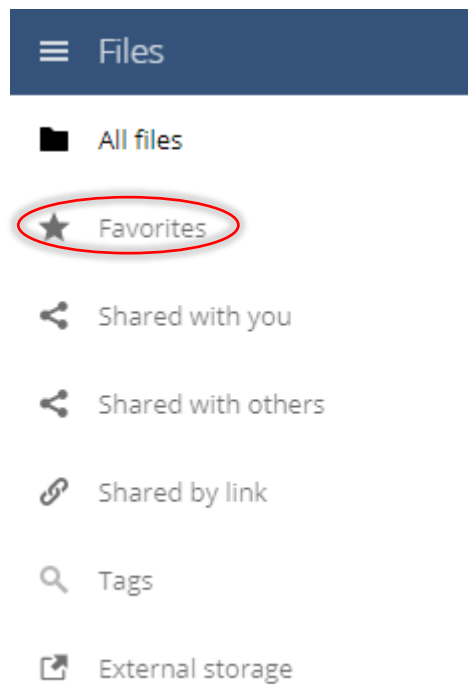 Files
All files
Favorites
Shared with you
Shared with others
Shared by link
Tags
External storage